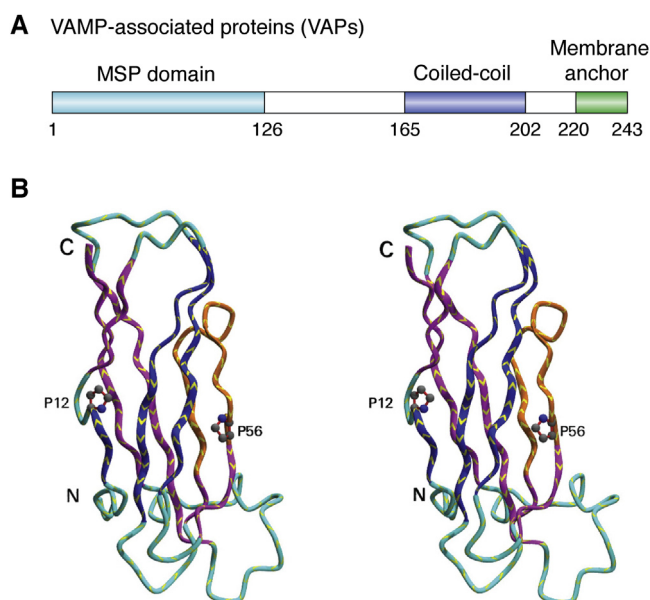 A VAMP-associated proteins (VAPs)
Membrane
MSP domain Coiled-coil anchor
1 126 165 202 220 243
B
C C
P12 P56 P12 P56
N N